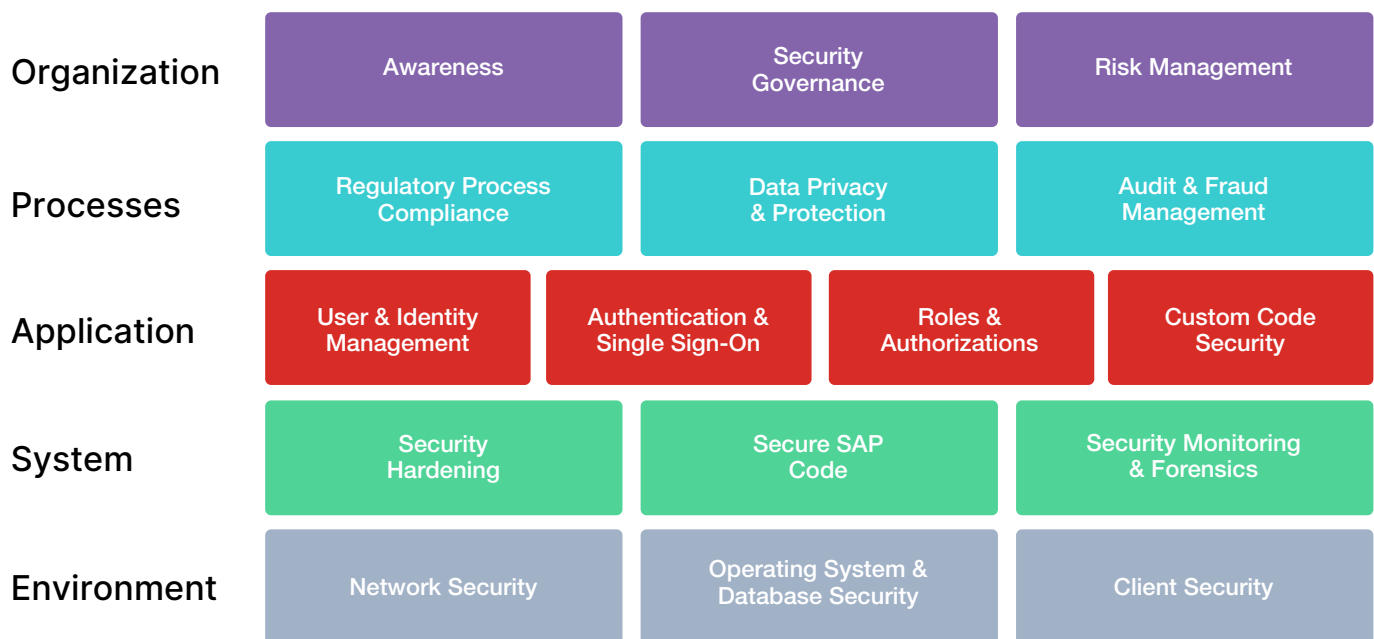 Organization
Awareness
Security
Governance
Risk Management
Processes
Regulatory Process
Compliance
Data Privacy
& Protection
Audit & Fraud
Management
Application
User & Identity
Management
Authentication &
Single Sign-On
Roles &
Authorizations
Custom Code
Security
System
Security
Hardening
Secure SAP
Code
Security Monitoring
& Forensics
Environment
Network Security
Operating System &
Database Security
Client Security